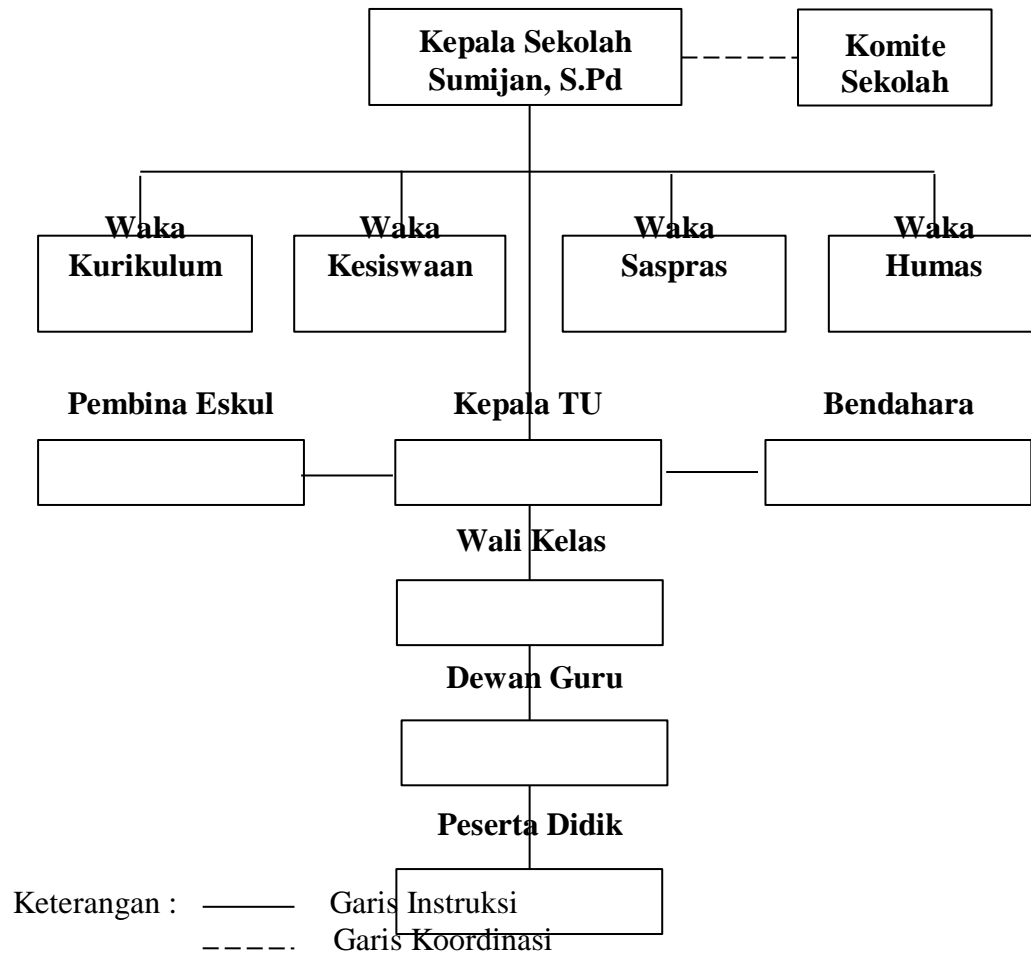 Kepala Sekolah
Sumijan, S.Pd
Komite
Sekolah
Waka
Kurikulum
Waka
Kesiswaan
Waka
Saspras
Waka
Humas
Pembina Eskul
Kepala TU
Bendahara
Wali Kelas
Dewan Guru
Peserta Didik
Keterangan : Garis Instruksi
Garis Koordinasi